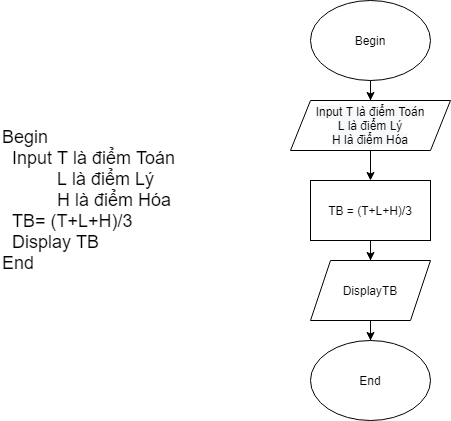 Begin
Input T là điểm Toán
L là điểm Lý
H là điểm Hóa
TB= (T+L+H)/3
Display TB
End
Begin
Input T là điểm Toán
L là điểm Lý
H là điểm Hóa
TB = (T+L+H)/3
DisplayTB
End